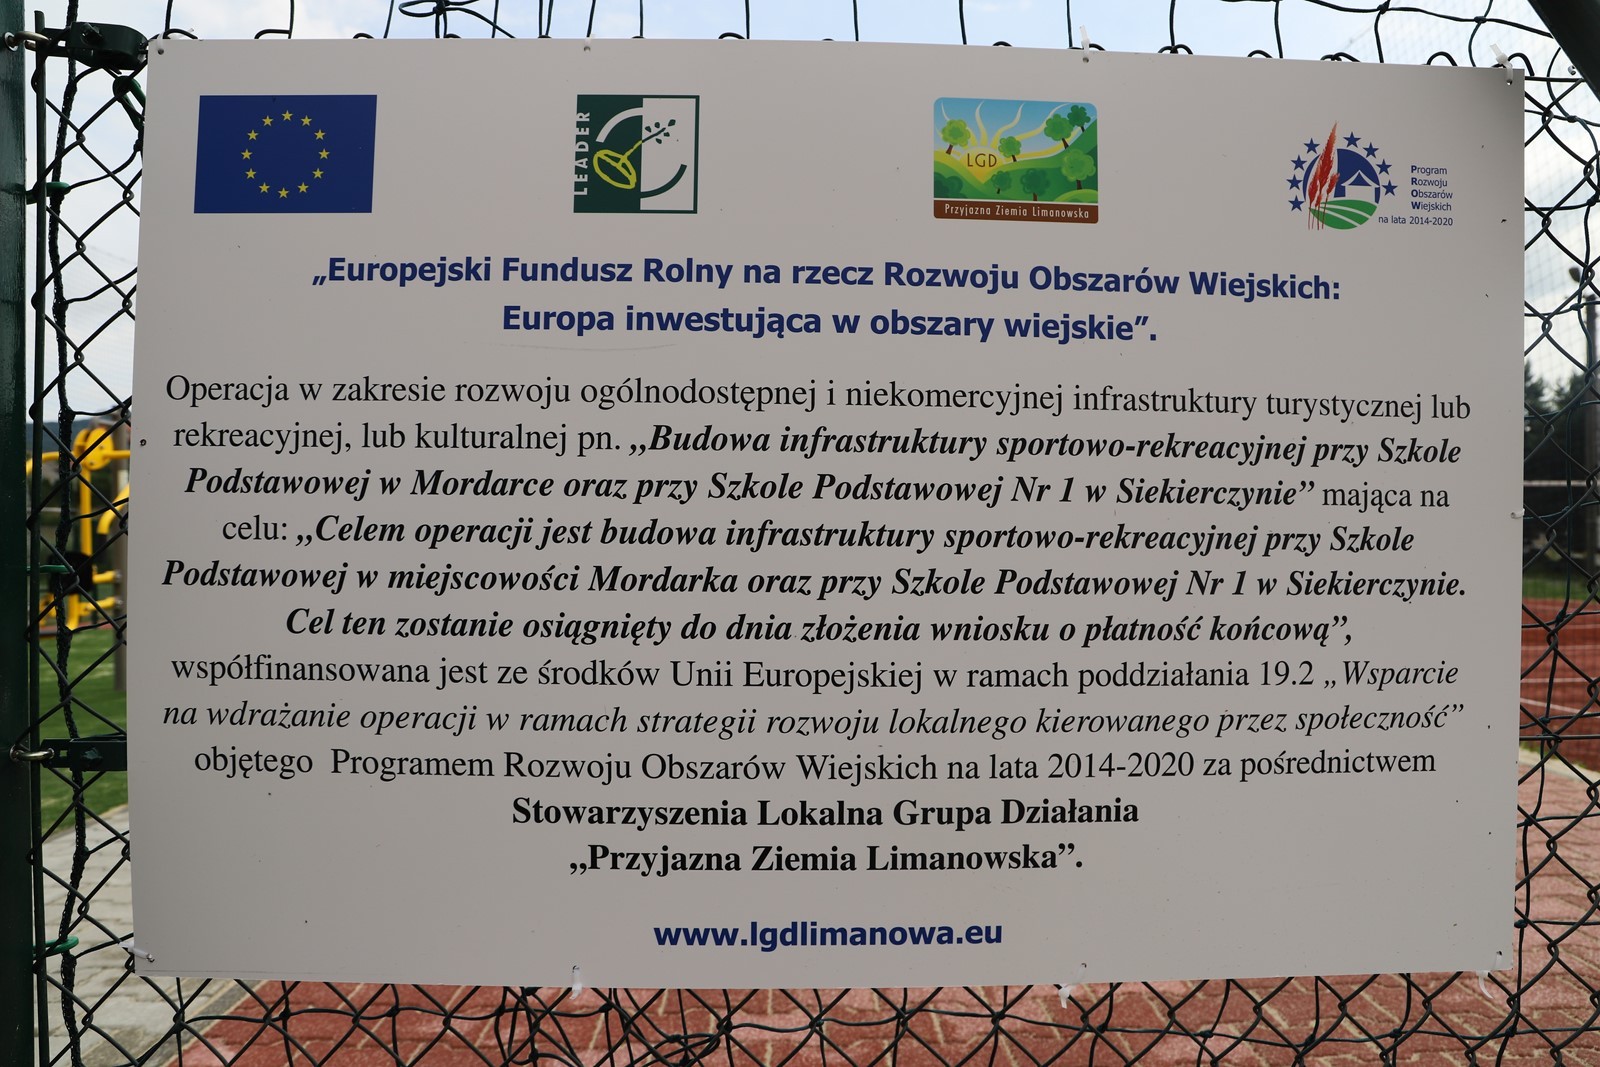 LEADER
LGD
Przyjazna Ziemia Limanowska
Program
Rozwoju
Obszarów
Wiejskich
na lata 2014-2020
„Europejski Fundusz Rolny na rzecz Rozwoju Obszarów Wiejskich:
Europa inwestująca w obszary wiejskie”.
Operacja w zakresie rozwoju ogólnodostępnej i niekomercyjnej infrastruktury turystycznej lub
rekreacyjnej, lub kulturalnej pn. „Budowa infrastruktury sportowo-rekreacyjnej przy Szkole
Podstawowej w Mordarce oraz przy Szkole Podstawowej Nr 1 w Siekierczynie” mająca na
celu: „Celem operacji jest budowa infrastruktury sportowo-rekreacyjnej przy Szkole
Podstawowej w miejscowości Mordarka oraz przy Szkole Podstawowej Nr 1 w Siekierczynie.
Cel ten zostanie osiągnięty do dnia złożenia wniosku o płatność końcową”,
współfinansowana jest ze środków Unii Europejskiej w ramach poddziałania 19.2 „Wsparcie
na wdrażanie operacji w ramach strategii rozwoju lokalnego kierowanego przez społeczność”
objętego Programem Rozwoju Obszarów Wiejskich na lata 2014-2020 za pośrednictwem
Stowarzyszenia Lokalna Grupa Działania
„Przyjazna Ziemia Limanowska”.
www.lgdlimanowa.eu